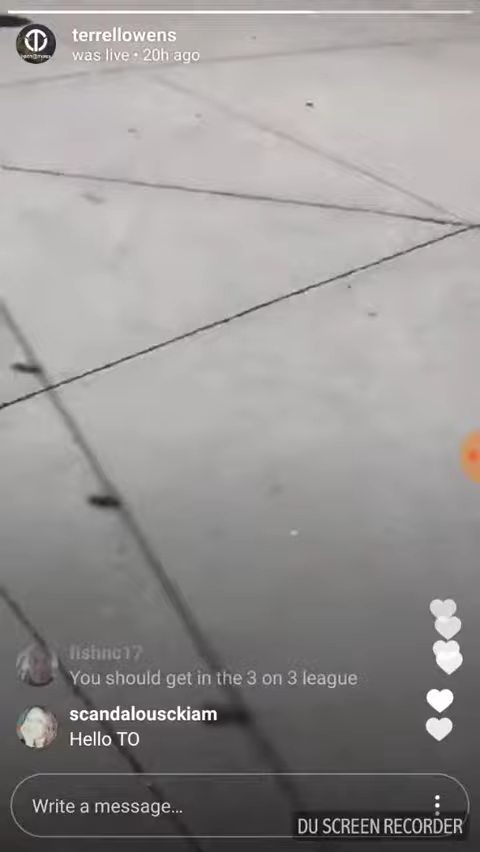 terrellowens
was live • 20h ago
fishnc17
You should get in the 3 on 3 league
scandalousckiam
Hello TO
Write a message...
DU SCREEN RECORDER